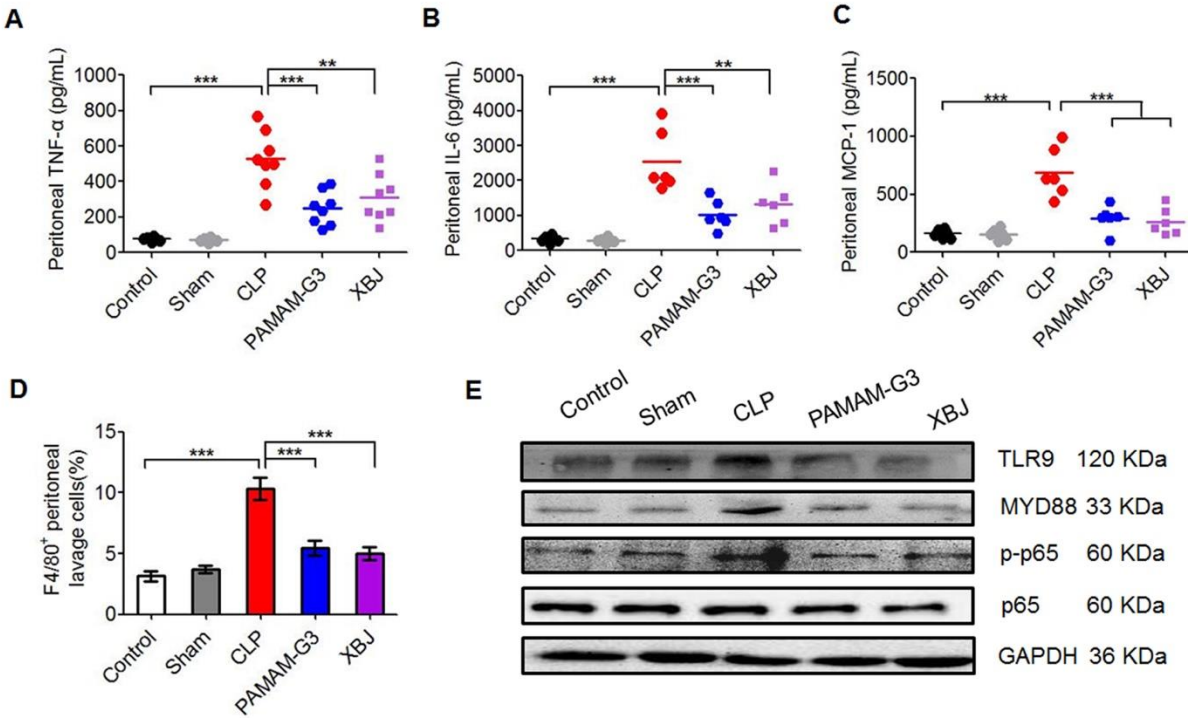 A
Peritoneal TNF-α (pg/mL)
1000
800
600
400
200
0
***
***
**
Control
Sham
CLP
PAMAM-G3
XBJ
B
Peritoneal IL-6 (pg/mL)
5000
4000
3000
2000
1000
0
***
***
**
Control
Sham
CLP
PAMAM-G3
XBJ
C
Peritoneal MCP-1 (pg/mL)
1500
1000
500
0
***
***
Control
Sham
CLP
PAMAM-G3
XBJ
D
F4/80+ peritoneal
lavage cells(%)
15
10
5
0
***
***
***
Control
Sham
CLP
PAMAM-G3
XBJ
E
Control
Sham
CLP
PAMAM-G3
XBJ
TLR9 120 KDa
MYD88 33 KDa
p-p65 60 KDa
p65 60 KDa
GAPDH 36 KDa